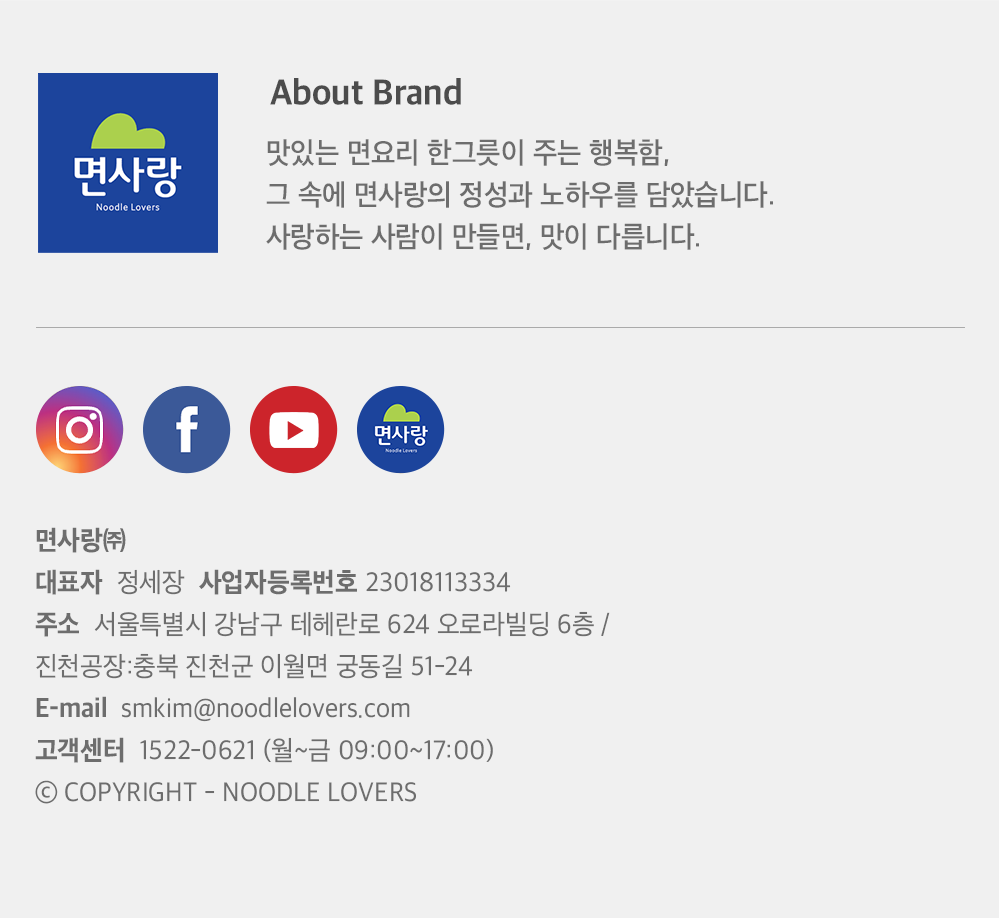 면사랑
Noodle Lovers
About Brand
맛있는 면요리 한그릇이 주는 행복함,
그 속에 면사랑의 정성과 노하우를 담았습니다.
사랑하는 사람이 만들면, 맛이 다릅니다.
면사랑
Noodle Lovers
면사랑㈜
대표자 정세장 사업자등록번호 23018113334
주소 서울특별시 강남구 테헤란로 624 오로라빌딩 6층 /
진천공장:충북 진천군 이월면 궁동길 51-24
E-mail smkim@noodlelovers.com
고객센터 1522-0621 (월~금 09:00~17:00)
ⓒ COPYRIGHT - NOODLE LOVERS